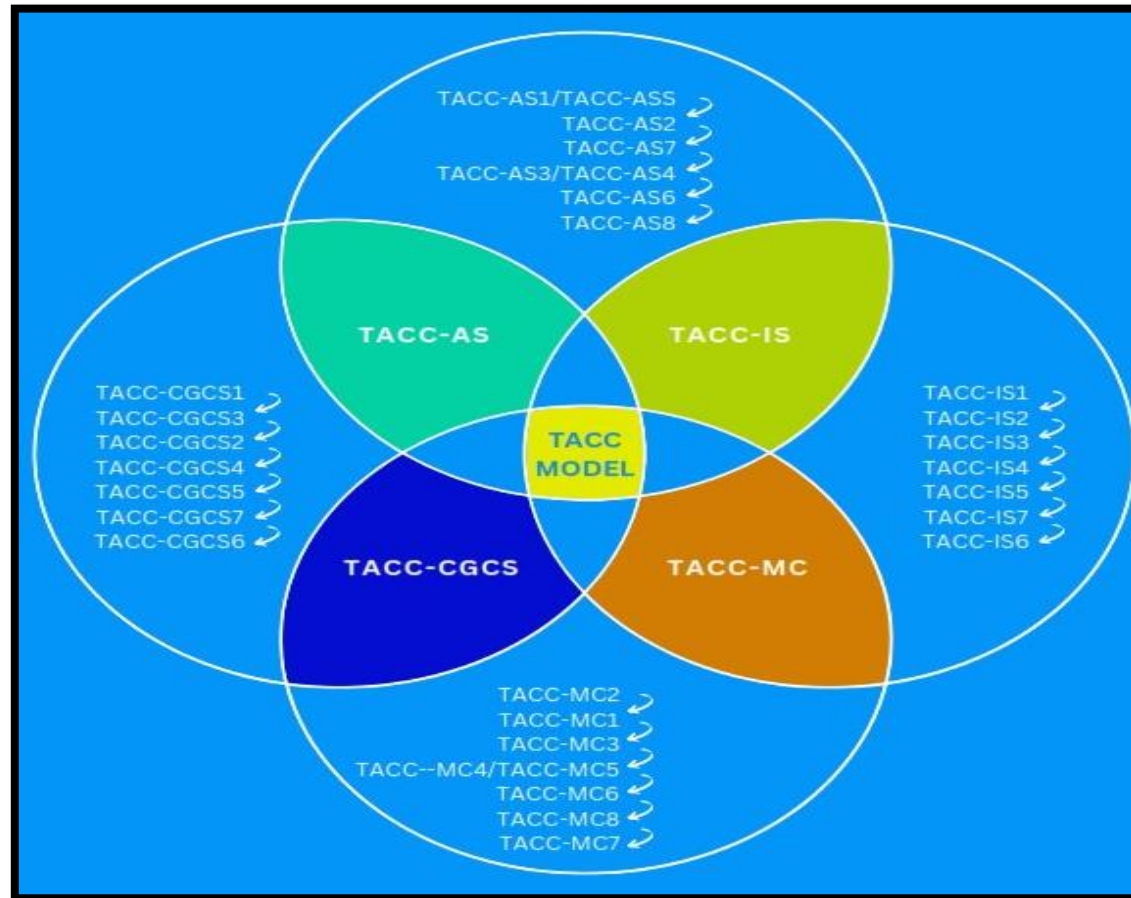 TACC-AS1/TACC-ASS
TACC-AS2
TACC-AS7
TACC-AS3/TACC-AS4
TACC-AS6
TACC-AS8
TACC-AS
TACC-IS
TACC-CGCS1
TACC-CGCS3
TACC-CGCS2
TACC-CGCS4
TACC-CGCS5
TACC-CGCS7
TACC-CGCS6
TACC
MODEL
TACC-IS1
TACC-IS2
TACC-IS3
TACC-IS4
TACC-IS5
TACC-IS7
TACC-IS6
TACC-CGCS
TACC-MC
TACC-MC2
TACC-MC1
TACC-MC3
TACC--MC4/TACC-MC5
TACC-MC6
TACC-MC8
TACC-MC7